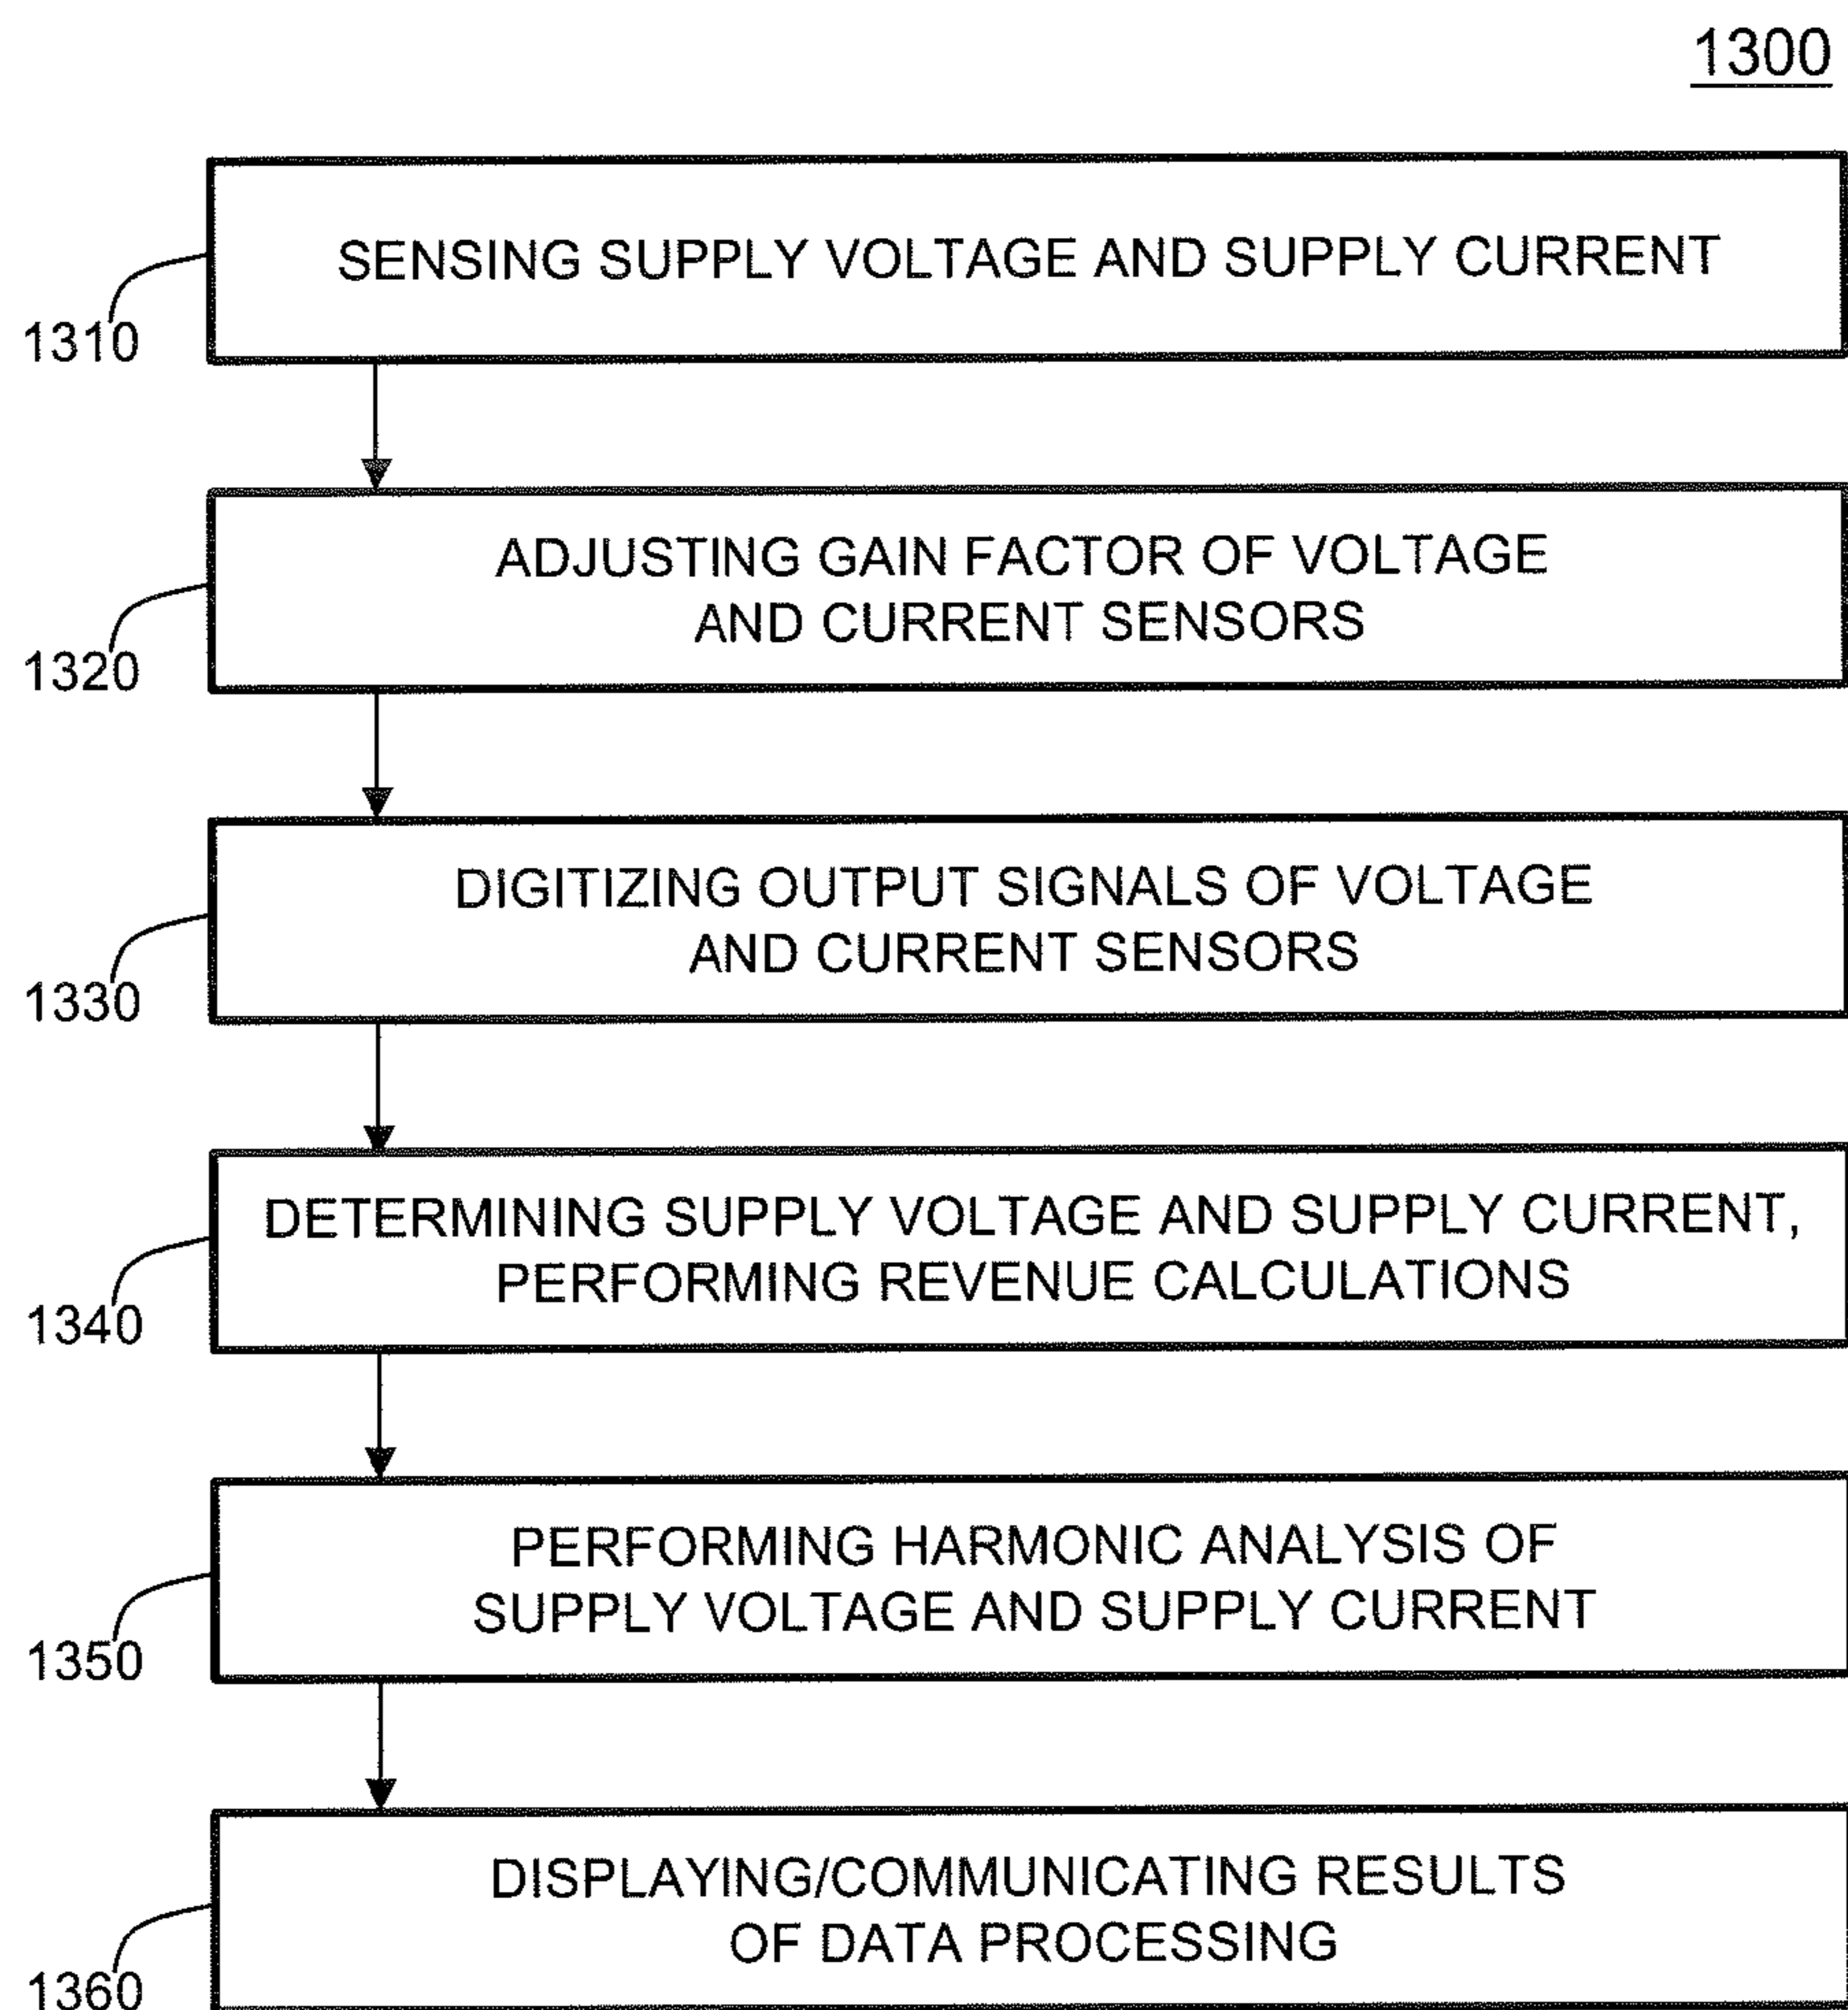 1300
SENSING SUPPLY VOLTAGE AND SUPPLY CURRENT
1310
ADJUSTING GAIN FACTOR OF VOLTAGE
AND CURRENT SENSORS
1320
DIGITIZING OUTPUT SIGNALS OF VOLTAGE
AND CURRENT SENSORS
1330
DETERMINING SUPPLY VOLTAGE AND SUPPLY CURRENT,
PERFORMING REVENUE CALCULATIONS
1340
PERFORMING HARMONIC ANALYSIS OF
SUPPLY VOLTAGE AND SUPPLY CURRENT
1350
DISPLAYING/COMMUNICATING RESULTS
OF DATA PROCESSING
1360